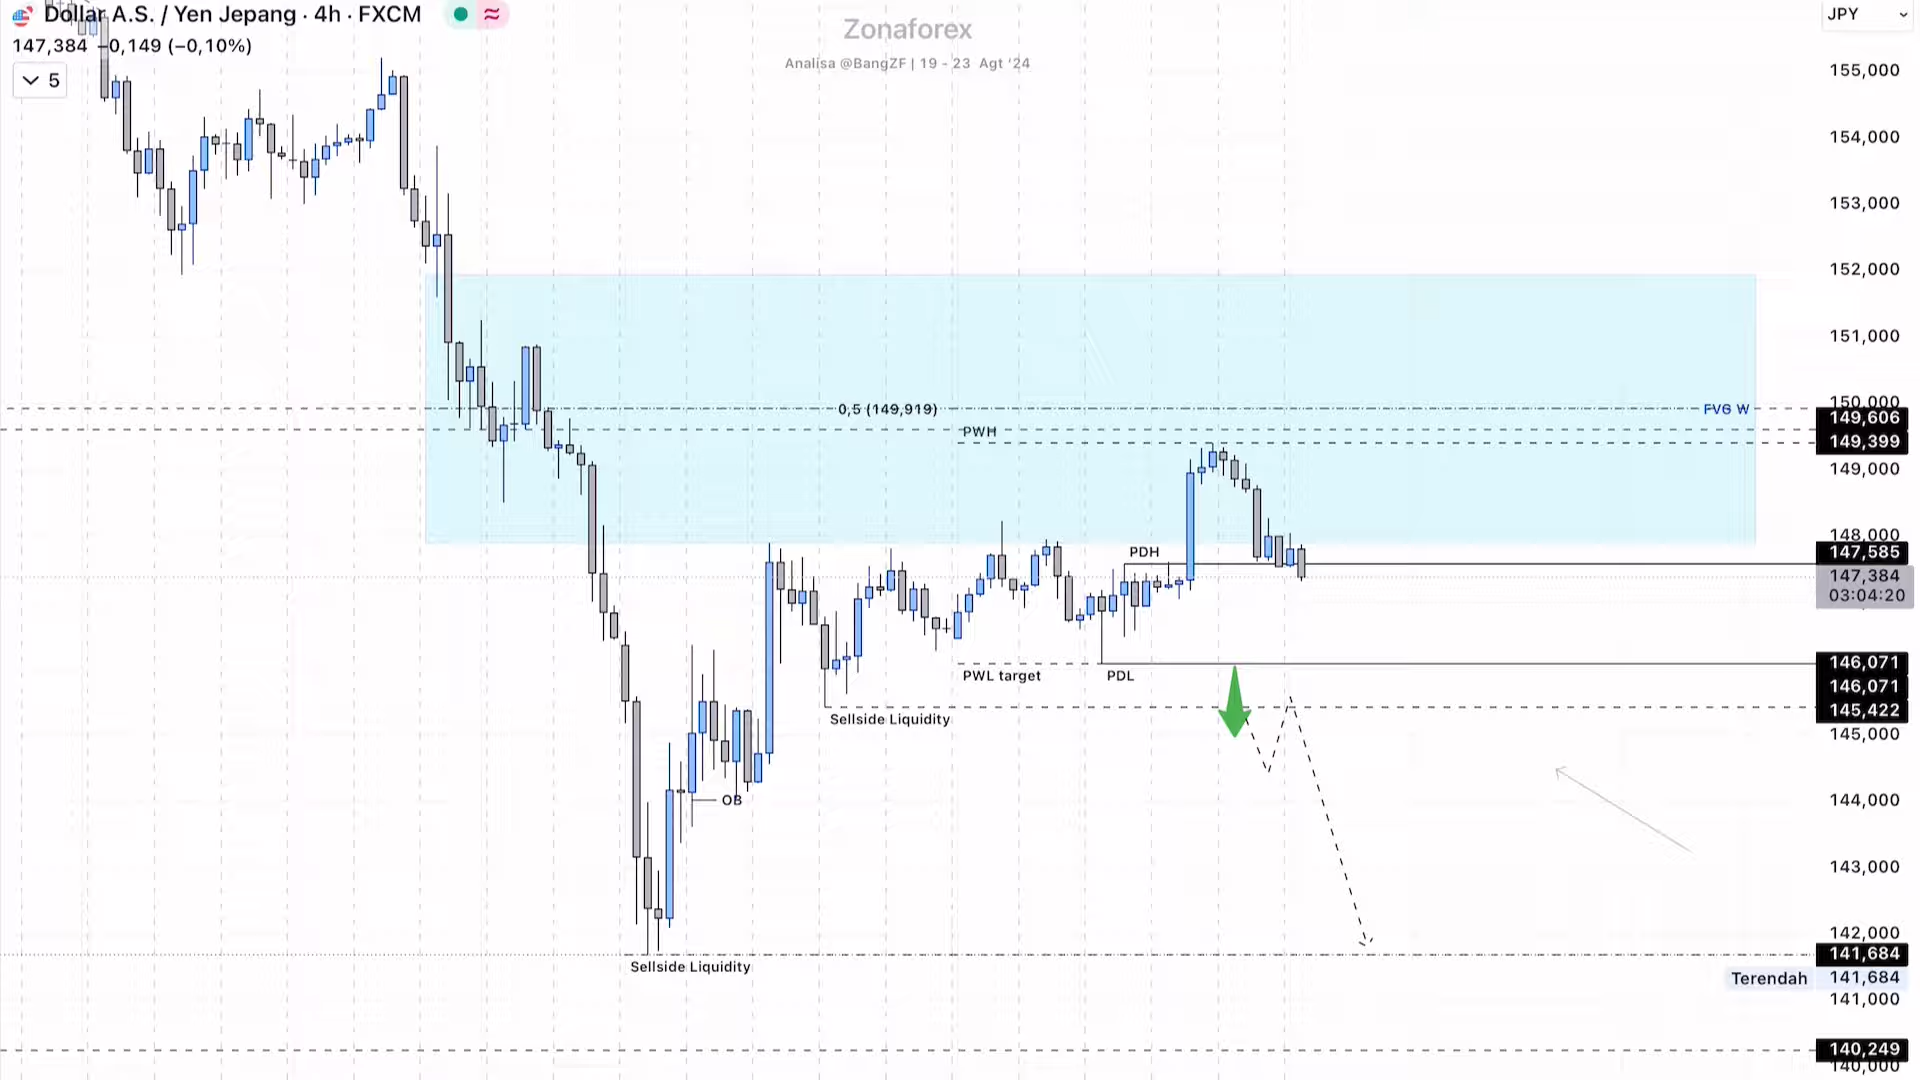 Dollar A.S. / Yen Jepang · 4h · FXCM
147,384 −0,149 (−0,10%)
5
Zonaforex
Analisa @BangZF | 19 - 23 Agt '24
JPY
155,000
154,000
153,000
152,000
151,000
150,000
0,5 (149,919)
FVG W
149,606
PWH
149,399
149,000
148,000
PDH
147,585
147,384
03:04:20
146,071
PWL target
PDL
146,071
145,422
Sellside Liquidity
145,000
OB
144,000
143,000
142,000
141,684
Sellside Liquidity
Terendah 141,684
141,000
140,249
140,000